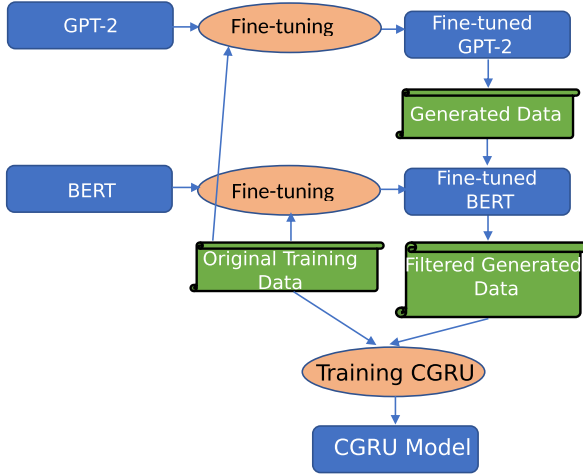 GPT-2
Fine-tuning
Fine-tuned
GPT-2
Generated Data
BERT
Fine-tuning
Fine-tuned
BERT
Original Training
Data
Filtered Generated
Data
Training CGRU
CGRU Model